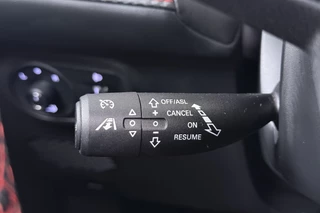 OFF/ASL
+ CANCEL
ON
- RESUME